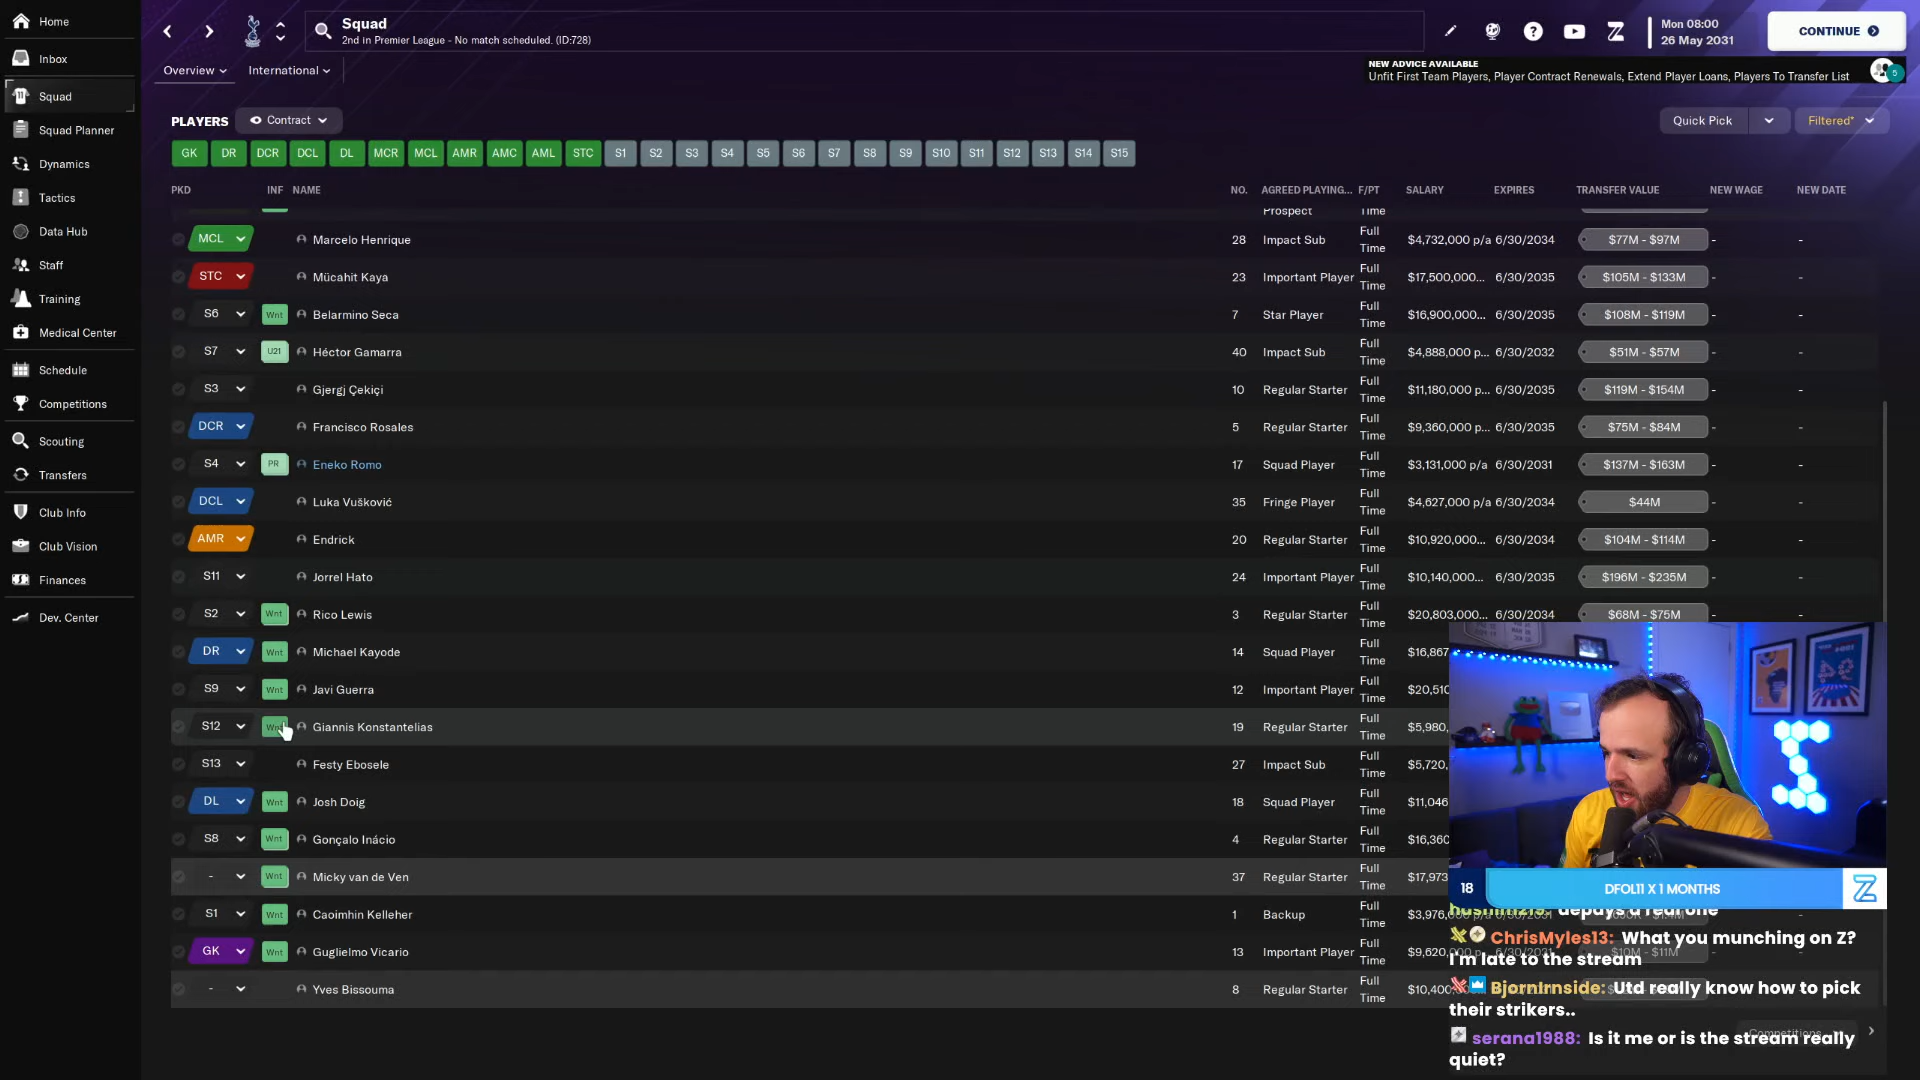 Home
Inbox
Squad
Squad Planner
Dynamics
Tactics
Data Hub
Staff
Training
Medical Center
Schedule
Competitions
Scouting
Transfers
Club Info
Club Vision
Finances
Dev. Center
Squad
2nd in Premier League - No match scheduled. (ID:728)
Mon 08:00
26 May 2031
CONTINUE
Overview
International
NEW ADVICE AVAILABLE
Unfit First Team Players, Player Contract Renewals, Extend Player Loans, Players To Transfer List
5
PLAYERS
Contract
Quick Pick
Filtered*
GK DR DCR DCL DL MCR MCL AMR AMC AML STC S1 S2 S3 S4 S5 S6 S7 S8 S9 S10 S11 S12 S13 S14 S15
PKD INF NAME NO. AGREED PLAYING... F/PT SALARY EXPIRES TRANSFER VALUE NEW WAGE NEW DATE
Prospect Time
MCL Marcelo Henrique 28 Impact Sub Full Time $4,732,000 p/a 6/30/2034 $77M - $97M - -
STC Mücahit Kaya 23 Important Player Full Time $17,500,000... 6/30/2035 $105M - $133M - -
S6 Wnt Belarmino Seca 7 Star Player Full Time $16,900,000... 6/30/2035 $108M - $119M - -
S7 U21 Héctor Gamarra 40 Impact Sub Full Time $4,888,000 p... 6/30/2032 $51M - $57M - -
S3 Gjergj Çekiçi 10 Regular Starter Full Time $11,180,000 p... 6/30/2035 $119M - $154M - -
DCR Francisco Rosales 5 Regular Starter Full Time $9,360,000 p... 6/30/2035 $75M - $84M - -
S4 PR Eneko Romo 17 Squad Player Full Time $3,131,000 p/a 6/30/2031 $137M - $163M - -
DCL Luka Vušković 35 Fringe Player Full Time $4,627,000 p/a 6/30/2034 $44M - -
AMR Endrick 20 Regular Starter Full Time $10,920,000... 6/30/2034 $104M - $114M - -
S11 Jorrel Hato 24 Important Player Full Time $10,140,000... 6/30/2035 $196M - $235M - -
S2 Wnt Rico Lewis 3 Regular Starter Full Time $20,803,000... 6/30/2034 $68M - $75M - -
DR Wnt Michael Kayode 14 Squad Player Full Time $16,867
S9 Wnt Javi Guerra 12 Important Player Full Time $20,510
S12 Giannis Konstantelias 19 Regular Starter Full Time $5,980,
S13 Festy Ebosele 27 Impact Sub Full Time $5,720,
DL Wnt Josh Doig 18 Squad Player Full Time $11,046
S8 Wnt Gonçalo Inácio 4 Regular Starter Full Time $16,360
- Wnt Micky van de Ven 37 Regular Starter Full Time $17,973
S1 Wnt Caoimhin Kelleher 1 Backup Full Time $3,976,
GK Wnt Guglielmo Vicario 13 Important Player Full Time $9,620,
- Yves Bissouma 8 Regular Starter Full Time $10,400,
Competitions
18 DFOL11 X 1 MONTHS
depays a real one
ChrisMyles13: What you munching on Z?
I'm late to the stream
BjornIrnside: Utd really know how to pick
their strikers..
serana1988: Is it me or is the stream really
quiet?